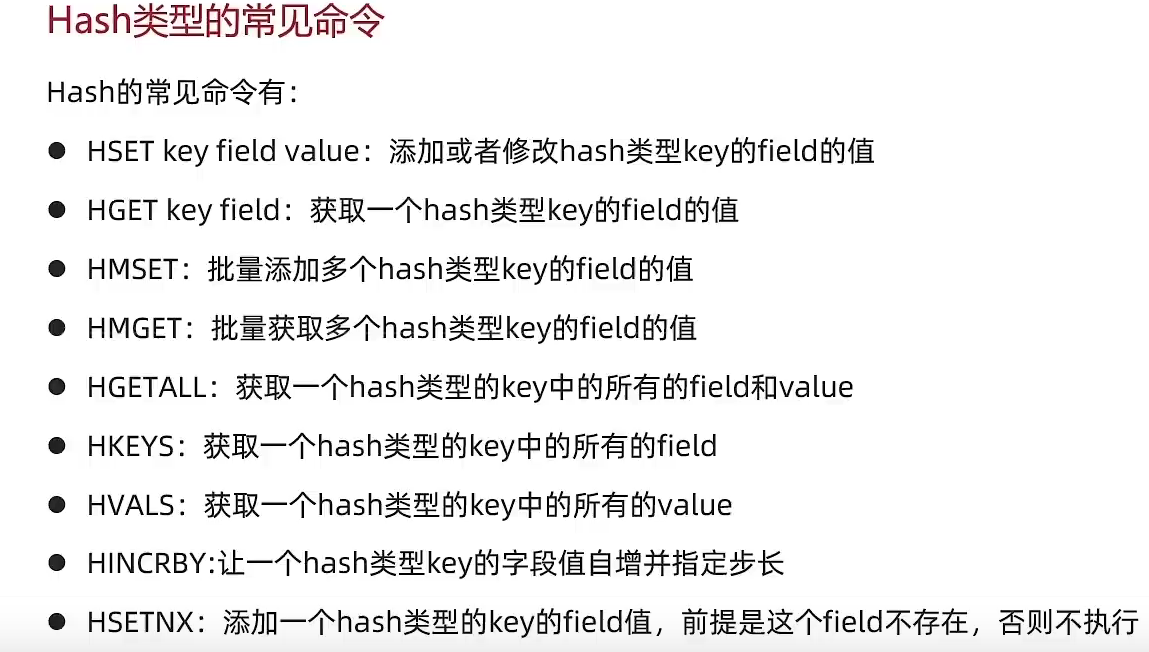 Hash类型的常见命令
Hash的常见命令有：
● HSET key field value：添加或者修改hash类型key的field的值
● HGET key field：获取一个hash类型key的field的值
● HMSET：批量添加多个hash类型key的field的值
● HMGET：批量获取多个hash类型key的field的值
● HGETALL：获取一个hash类型的key中的所有的field和value
● HKEYS：获取一个hash类型的key中的所有的field
● HVALS：获取一个hash类型的key中的所有的value
● HINCRBY:让一个hash类型key的字段值自增并指定步长
● HSETNX：添加一个hash类型的key的field值，前提是这个field不存在，否则不执行